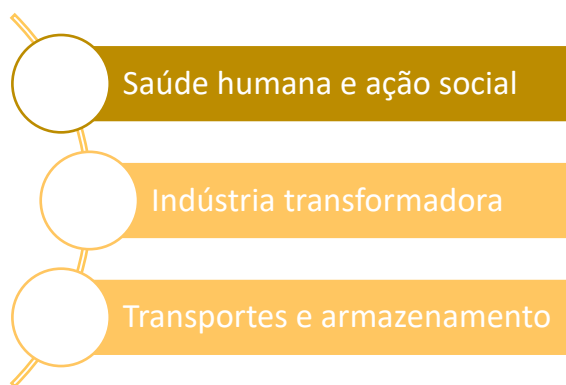 Saúde humana e ação social
Indústria transformadora
Transportes e armazenamento